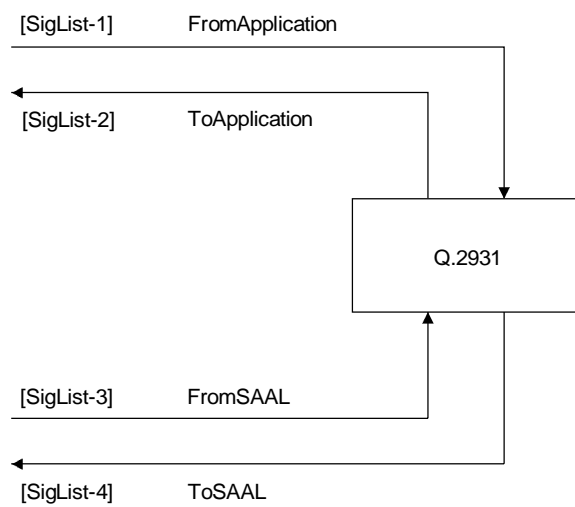 [SigList-1] FromApplication
[SigList-2] ToApplication
Q.2931
[SigList-3] FromSAAL
[SigList-4] ToSAAL